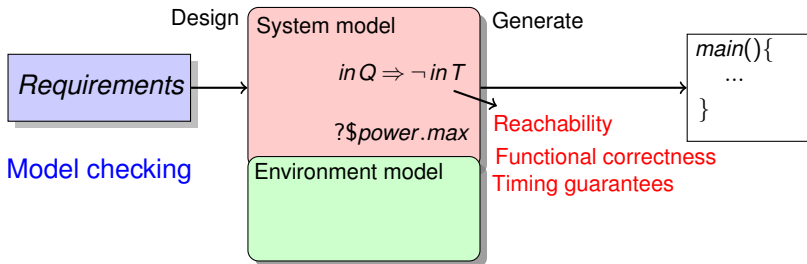 Design
System model
Generate
Requirements
in Q ⇒ ¬ in T
main(){
...
}
Reachability
?$power.max
Functional correctness
Model checking
Environment model
Timing guarantees